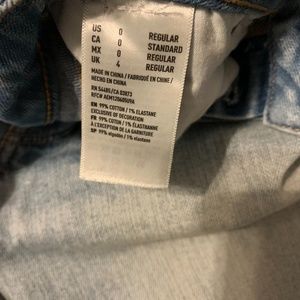 US 0 REGULAR
CA 0 STANDARD
MX 0 REGULAR
UK 4 REGULAR
MADE IN CHINA / FABRIQUÉ EN CHINE /
HECHO EN CHINA
RN 54485/CA 03873
RFC# AEM120605U9A
EN 99% COTTON / 1% ELASTANE
EXCLUSIVE OF DECORATION
FR 99% COTON / 1% ÉLASTHANNE
À L'EXCEPTION DE LA GARNITURE
SP 99% algodón / 1% elastano